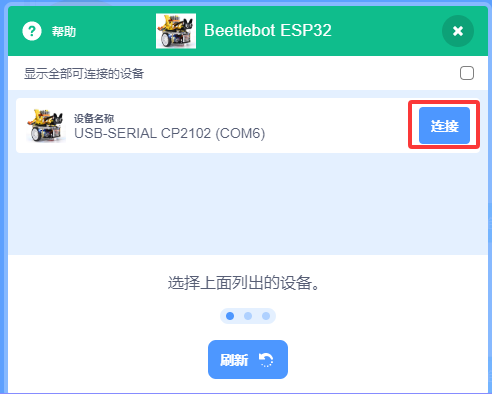 帮助
Beetlebot ESP32
显示全部可连接的设备
设备名称
USB-SERIAL CP2102 (COM6)
连接
选择上面列出的设备。
刷新